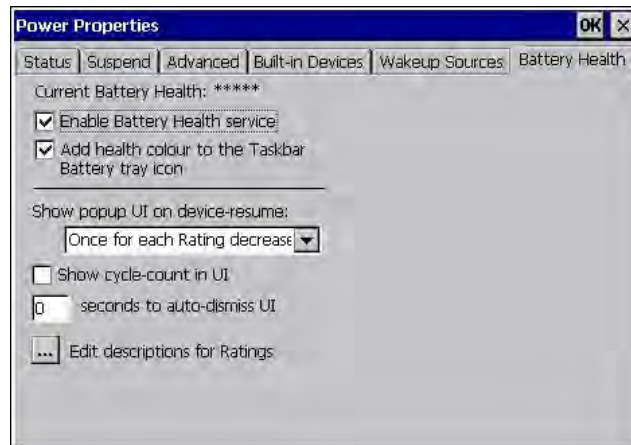 Power Properties OK ×
Status Suspend Advanced Built-in Devices Wakeup Sources Battery Health
Current Battery Health: *****
Enable Battery Health service
Add health colour to the Taskbar
Battery tray icon
Show popup UI on device-resume:
Once for each Rating decrease
Show cycle-count in UI
0 seconds to auto-dismiss UI
... Edit descriptions for Ratings